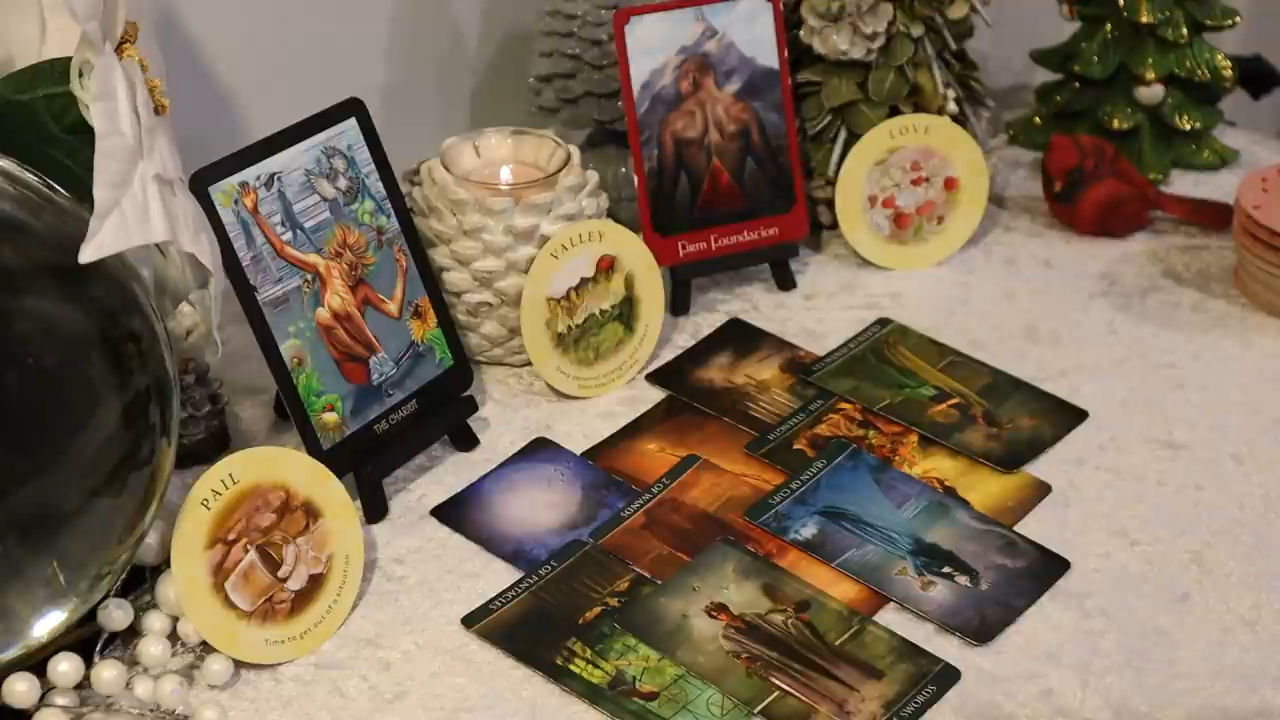 THE CHARIOT
VALLEY
Firm Foundation
LOVE
PAIL
Time to get out of a situation
VIII - STRENGTH
QUEEN OF CUPS
2 OF WANDS
3 OF PENTACLES
SWORDS